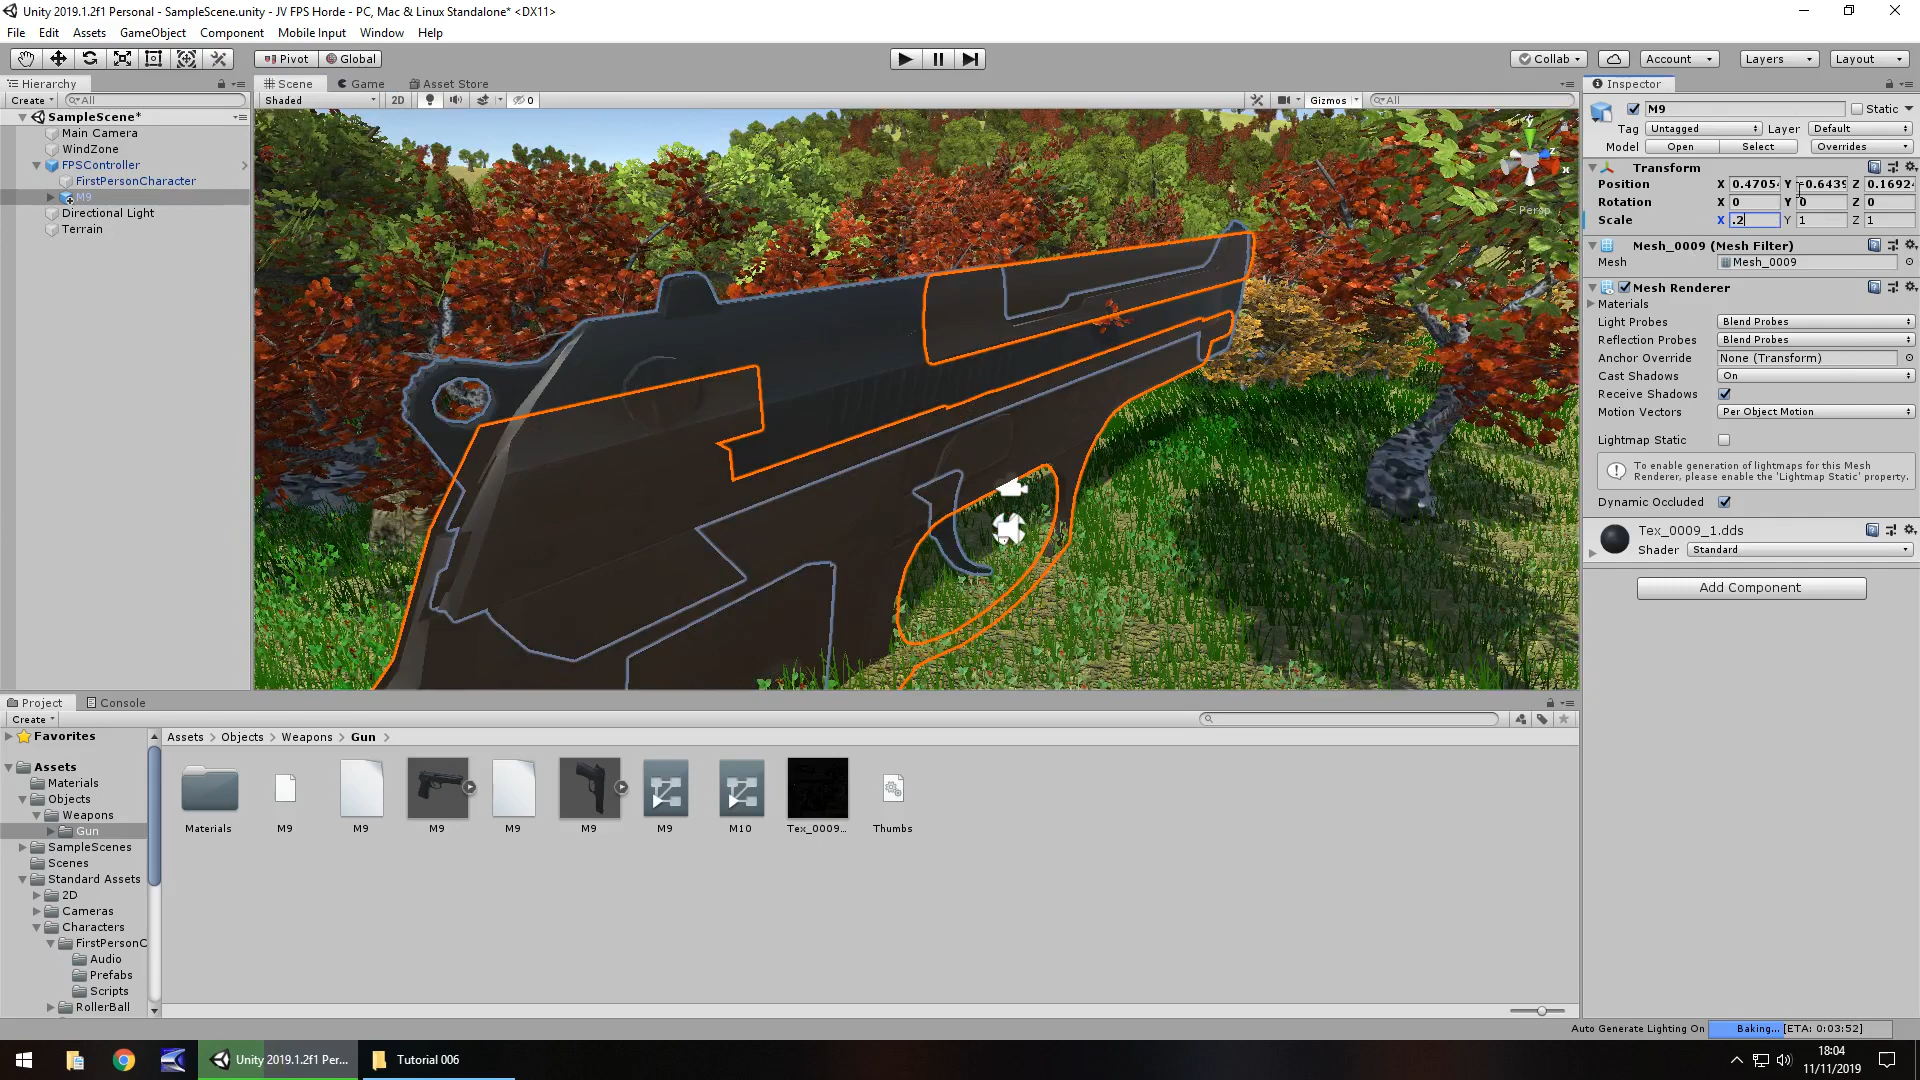 Unity 2019.1.2f1 Personal - SampleScene.unity - JV FPS Horde - PC, Mac & Linux Standalone* <DX11>
File Edit Assets GameObject Component Mobile Input Window Help
Pivot Global Collab Account Layers Layout
Hierarchy
Create All
SampleScene*
Main Camera
WindZone
FPSController
FirstPersonCharacter
M9
Directional Light
Terrain
Scene Game Asset Store
Shaded 2D 0 Gizmos All
y
z
x
Persp
Inspector
M9 Static
Tag Untagged Layer Default
Model Open Select Overrides
Transform
Position X 0.4705 Y -0.6439 Z 0.1692
Rotation X 0 Y 0 Z 0
Scale X .2 Y 1 Z 1
Mesh_0009 (Mesh Filter)
Mesh Mesh_0009
Mesh Renderer
Materials
Light Probes Blend Probes
Reflection Probes Blend Probes
Anchor Override None (Transform)
Cast Shadows On
Receive Shadows
Motion Vectors Per Object Motion
Lightmap Static
To enable generation of lightmaps for this Mesh
Renderer, please enable the 'Lightmap Static' property.
Dynamic Occluded
Tex_0009_1.dds
Shader Standard
Add Component
Project Console
Create
Favorites
Assets
Materials
Objects
Weapons
Gun
SampleScenes
Scenes
Standard Assets
2D
Cameras
Characters
FirstPersonC
Audio
Prefabs
Scripts
RollerBall
Assets > Objects > Weapons > Gun >
Materials M9 M9 M9 M9 M9 M9 M10 Tex_0009... Thumbs
Auto Generate Lighting On Baking... [ETA: 0:03:52]
Unity 2019.1.2f1 Per... Tutorial 006
18:04
11/11/2019